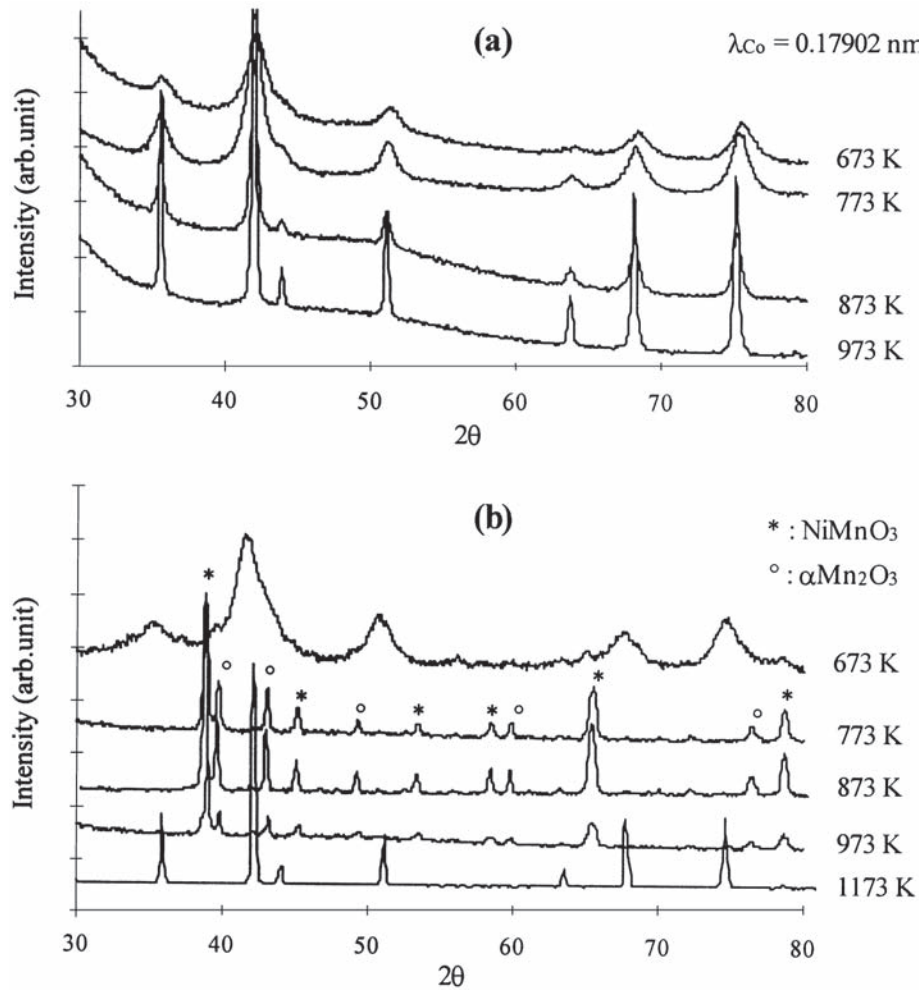 (a)
λCo = 0.17902 nm
Intensity (arb.unit)
673 K
773 K
873 K
973 K
30 40 50 60 70 80
2θ
(b)
* : NiMnO3
° : αMn2O3
Intensity (arb.unit)
673 K
773 K
873 K
973 K
1173 K
30 40 50 60 70 80
2θ